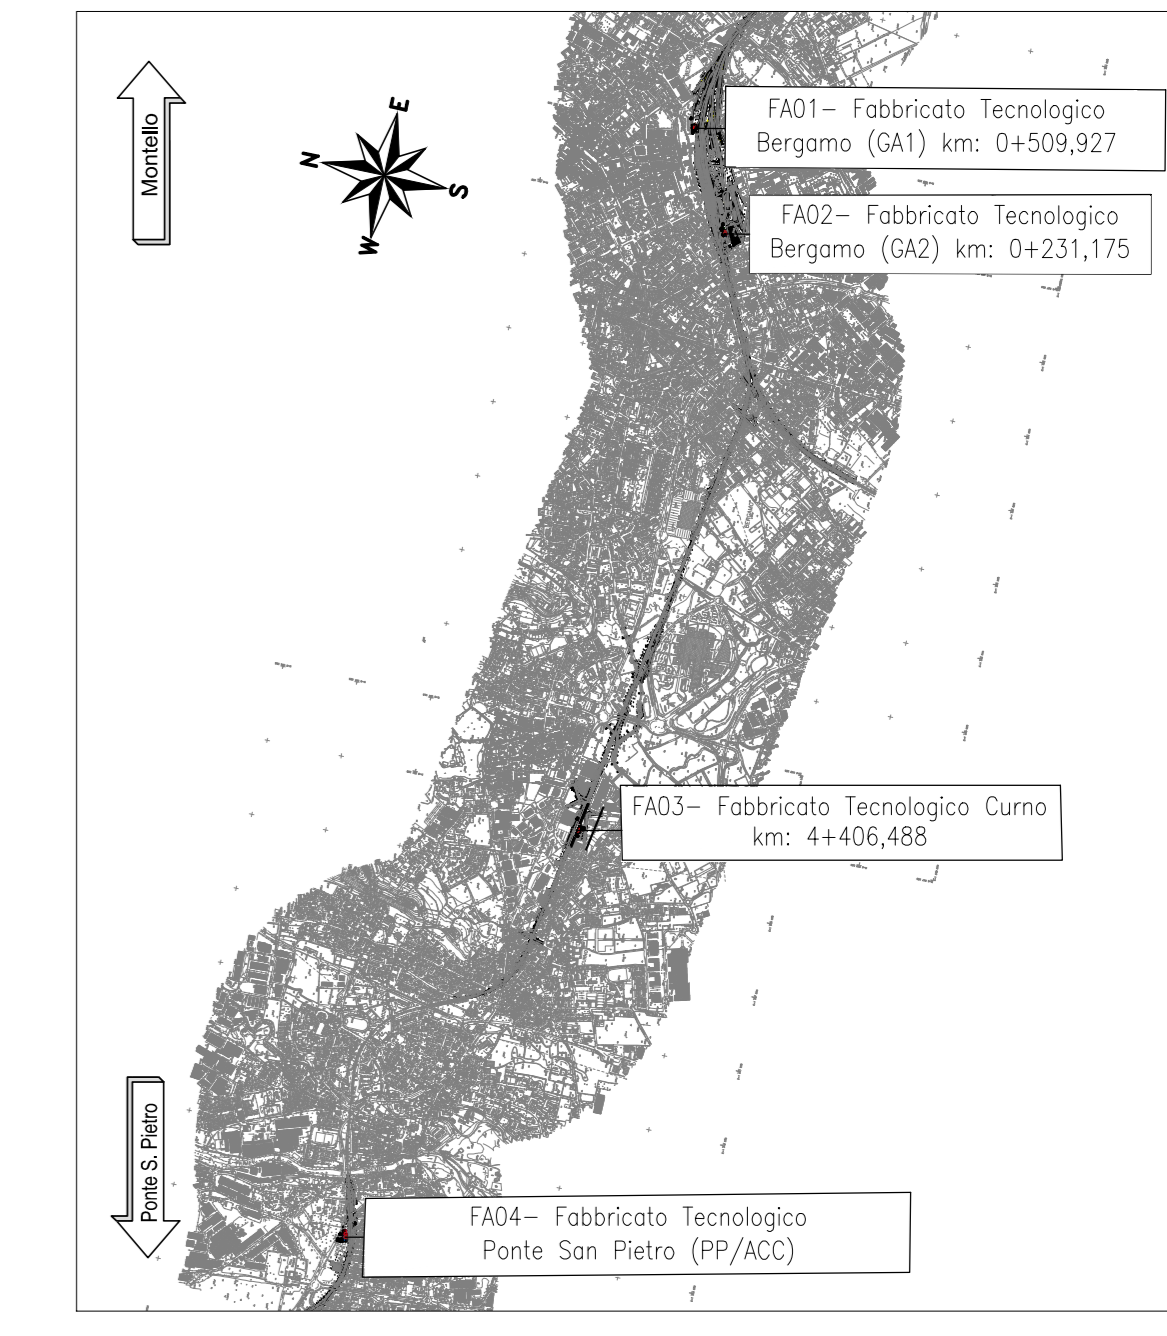 Montello
E
N
S
W
FA01– Fabbricato Tecnologico
Bergamo (GA1) km: 0+509,927
FA02– Fabbricato Tecnologico
Bergamo (GA2) km: 0+231,175
FA03– Fabbricato Tecnologico Curno
km: 4+406,488
Ponte S. Pietro
FA04– Fabbricato Tecnologico
Ponte San Pietro (PP/ACC)